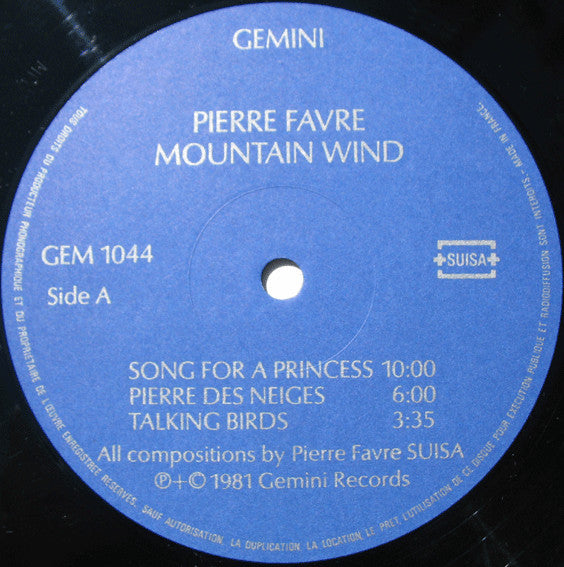 GEMINI
PIERRE FAVRE
MOUNTAIN WIND
GEM 1044
Side A
SUISA
SONG FOR A PRINCESS 10:00
PIERRE DES NEIGES 6:00
TALKING BIRDS 3:35
All compositions by Pierre Favre SUISA
℗+© 1981 Gemini Records
TOUS DROITS DU PRODUCTEUR PHONOGRAPHIQUE ET DU PROPRIETAIRE DE L'ŒUVRE ENREGISTREE RESERVES, SAUF AUTORISATION, LA DUPLICATION, LA LOCATION, LE PRET, L'UTILISATION DE CE DISQUE POUR EXECUTION PUBLIQUE ET RADIODIFFUSION SONT INTERDITS - MADE IN FRANCE.